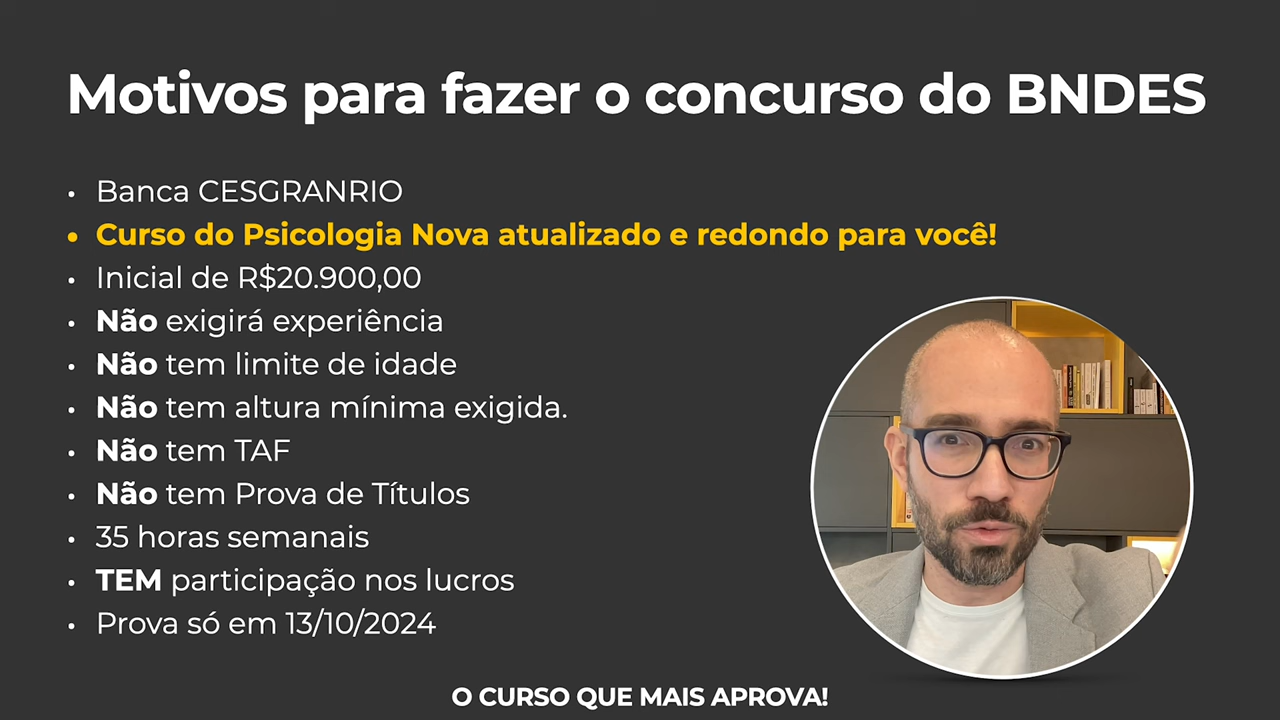 Motivos para fazer o concurso do BNDES
• Banca CESGRANRIO
• Curso do Psicologia Nova atualizado e redondo para você!
• Inicial de R$20.900,00
• Não exigirá experiência
• Não tem limite de idade
• Não tem altura mínima exigida.
• Não tem TAF
• Não tem Prova de Títulos
• 35 horas semanais
• TEM participação nos lucros
• Prova só em 13/10/2024
O CURSO QUE MAIS APROVA!